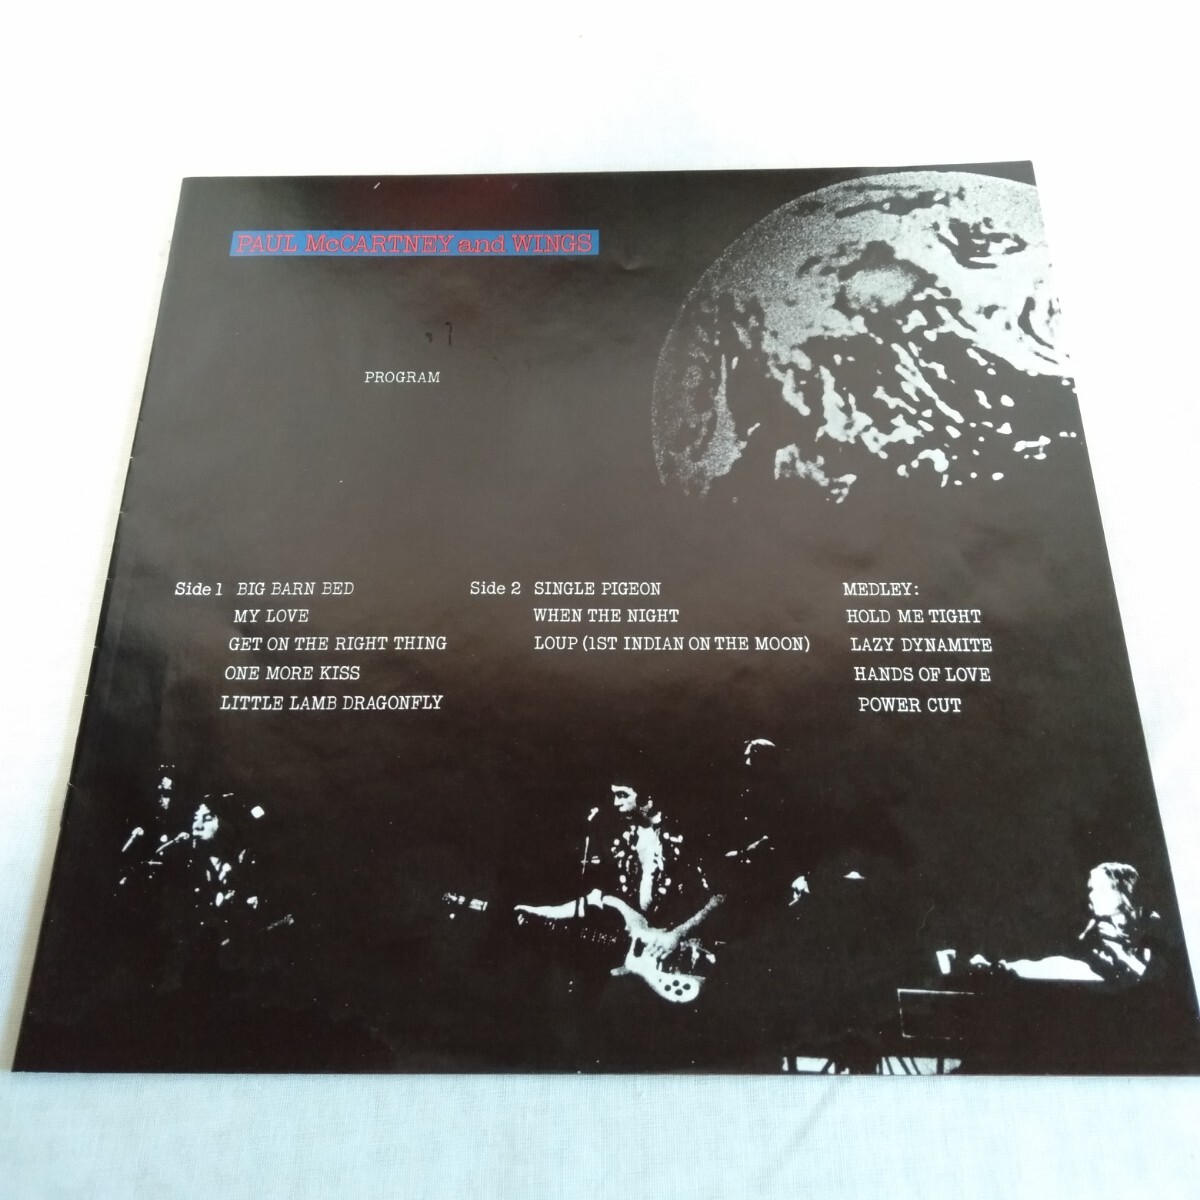 PAUL McCARTNEY and WINGS
PROGRAM
Side 1 BIG BARN BED
MY LOVE
GET ON THE RIGHT THING
ONE MORE KISS
LITTLE LAMB DRAGONFLY
Side 2 SINGLE PIGEON
WHEN THE NIGHT
LOUP (1ST INDIAN ON THE MOON)
MEDLEY:
HOLD ME TIGHT
LAZY DYNAMITE
HANDS OF LOVE
POWER CUT